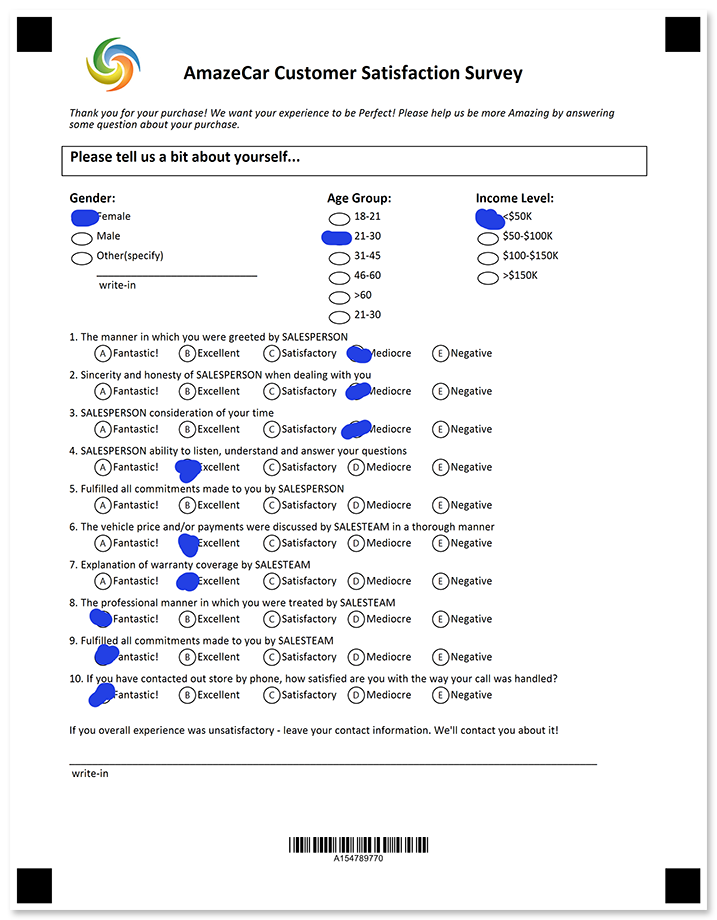 AmazeCar Customer Satisfaction Survey
Thank you for your purchase! We want your experience to be Perfect! Please help us be more Amazing by answering
some question about your purchase.
Please tell us a bit about yourself...
Gender: Age Group: Income Level:
Female 18-21 <$50K
Male 21-30 $50-$100K
Other(specify) 31-45 $100-$150K
46-60 >$150K
write-in >60
21-30
1. The manner in which you were greeted by SALESPERSON
A Fantastic! B Excellent C Satisfactory Mediocre E Negative
2. Sincerity and honesty of SALESPERSON when dealing with you
A Fantastic! B Excellent C Satisfactory Mediocre E Negative
3. SALESPERSON consideration of your time
A Fantastic! B Excellent C Satisfactory Mediocre E Negative
4. SALESPERSON ability to listen, understand and answer your questions
A Fantastic! Excellent C Satisfactory D Mediocre E Negative
5. Fulfilled all commitments made to you by SALESPERSON
A Fantastic! B Excellent C Satisfactory D Mediocre E Negative
6. The vehicle price and/or payments were discussed by SALESTEAM in a thorough manner
A Fantastic! Excellent C Satisfactory D Mediocre E Negative
7. Explanation of warranty coverage by SALESTEAM
A Fantastic! Excellent C Satisfactory D Mediocre E Negative
8. The professional manner in which you were treated by SALESTEAM
Fantastic! B Excellent C Satisfactory D Mediocre E Negative
9. Fulfilled all commitments made to you by SALESTEAM
Fantastic! B Excellent C Satisfactory D Mediocre E Negative
10. If you have contacted out store by phone, how satisfied are you with the way your call was handled?
Fantastic! B Excellent C Satisfactory D Mediocre E Negative
If you overall experience was unsatisfactory - leave your contact information. We'll contact you about it!
write-in
A154789770